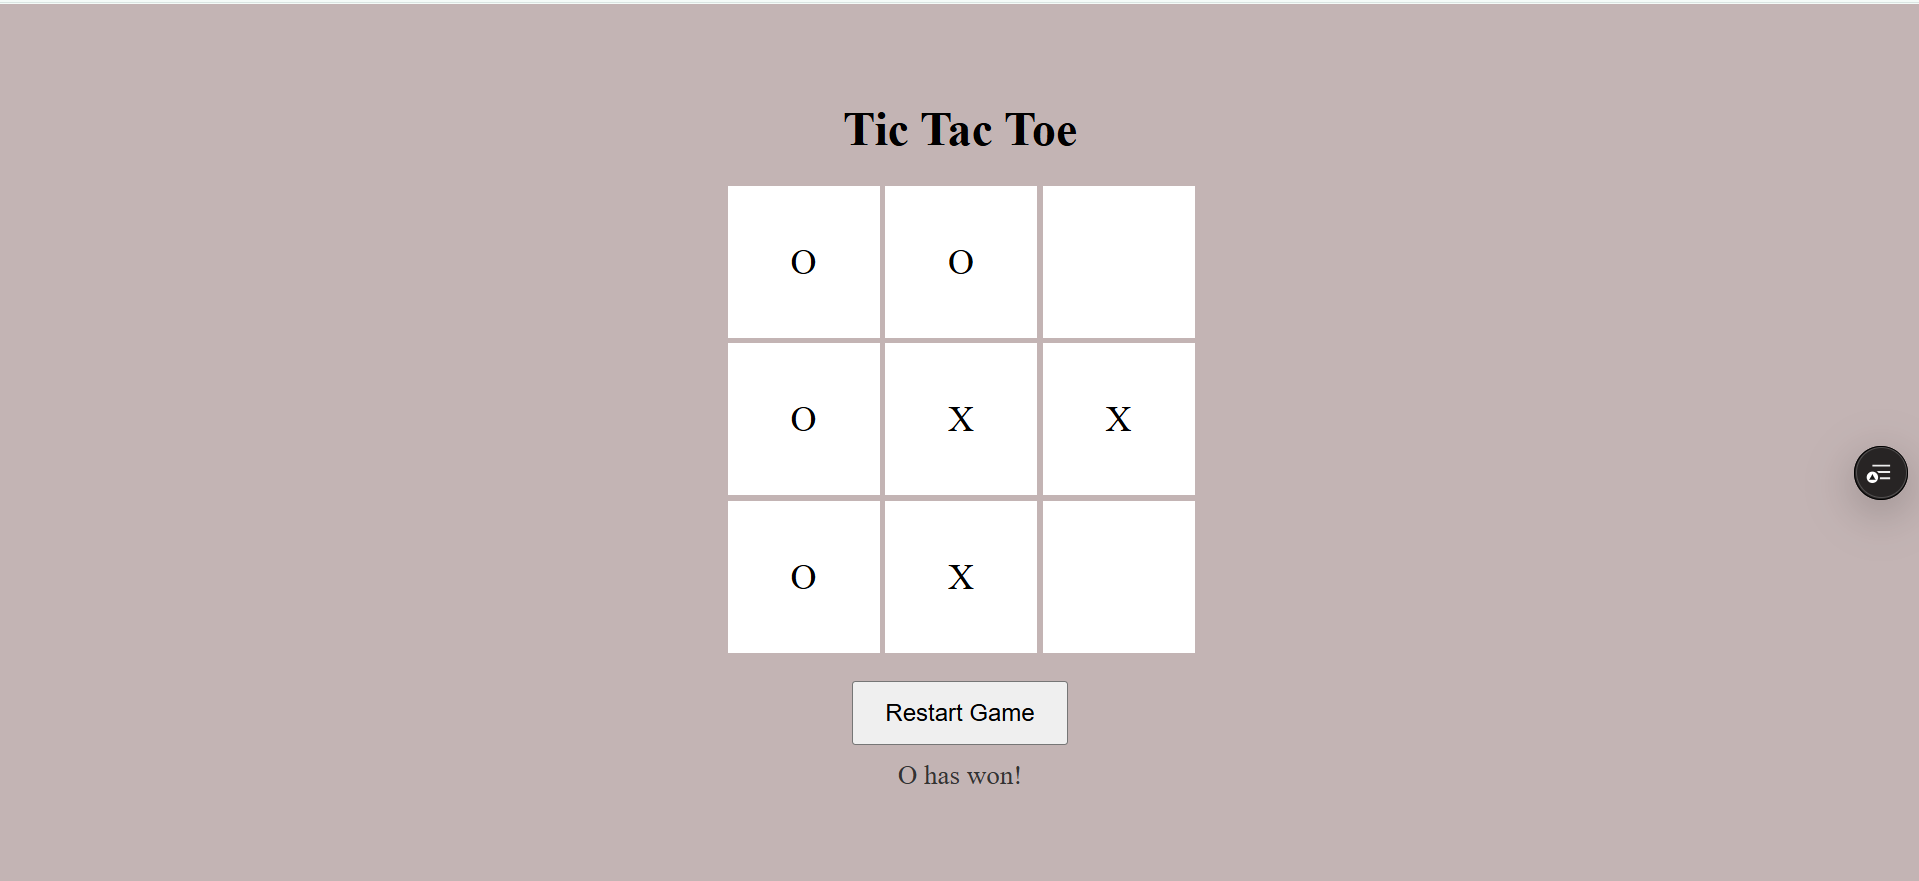 Tic Tac Toe
O O
O X X
O X
Restart Game
O has won!